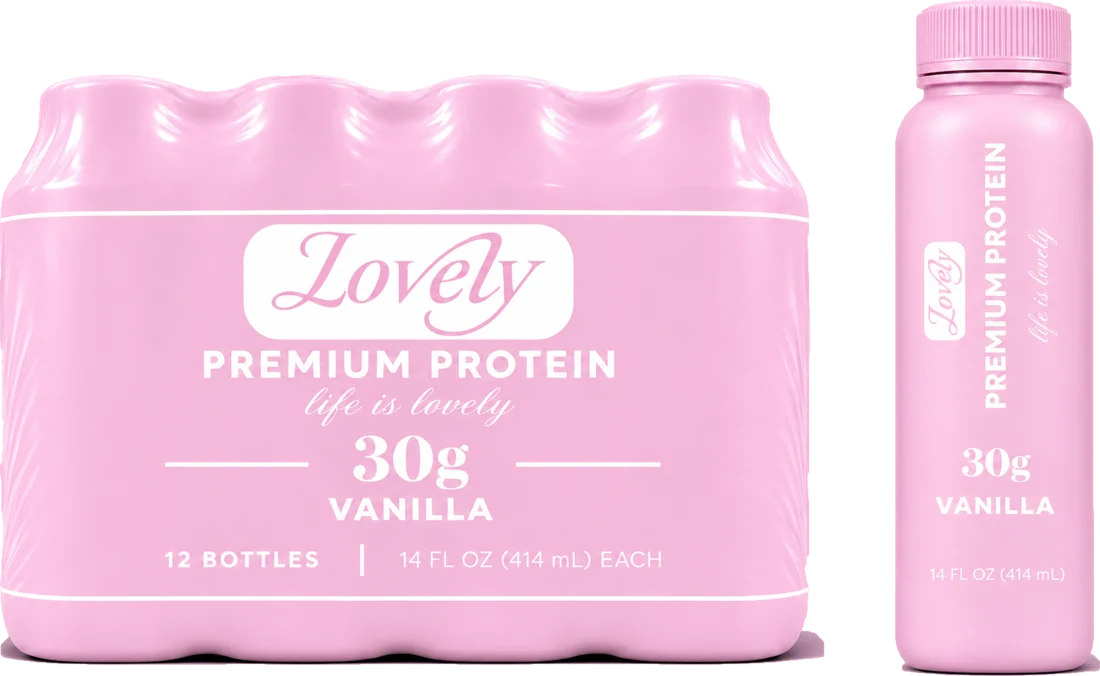 Lovely
PREMIUM PROTEIN
life is lovely
30g
VANILLA
12 BOTTLES | 14 FL OZ (414 mL) EACH
Lovely
PREMIUM PROTEIN
life is lovely
30g
VANILLA
14 FL OZ (414 mL)